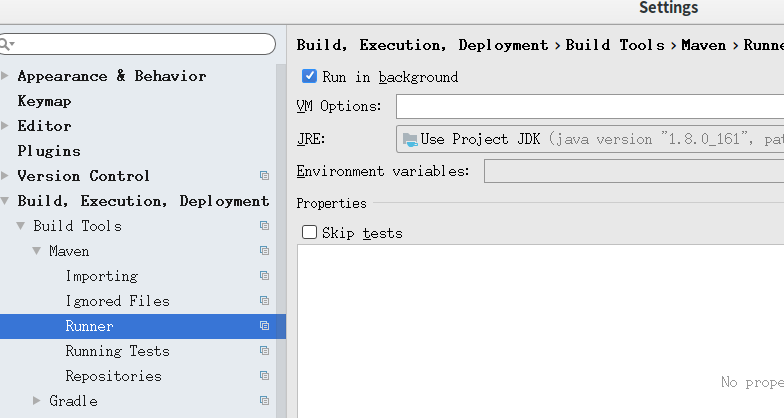 Settings
Appearance & Behavior
Keymap
Editor
Plugins
Version Control
Build, Execution, Deployment
Build Tools
Maven
Importing
Ignored Files
Runner
Running Tests
Repositories
Gradle
Build, Execution, Deployment › Build Tools › Maven › Runne
Run in background
VM Options:
JRE: Use Project JDK (java version "1.8.0_161", pat
Environment variables:
Properties
Skip tests
No prope